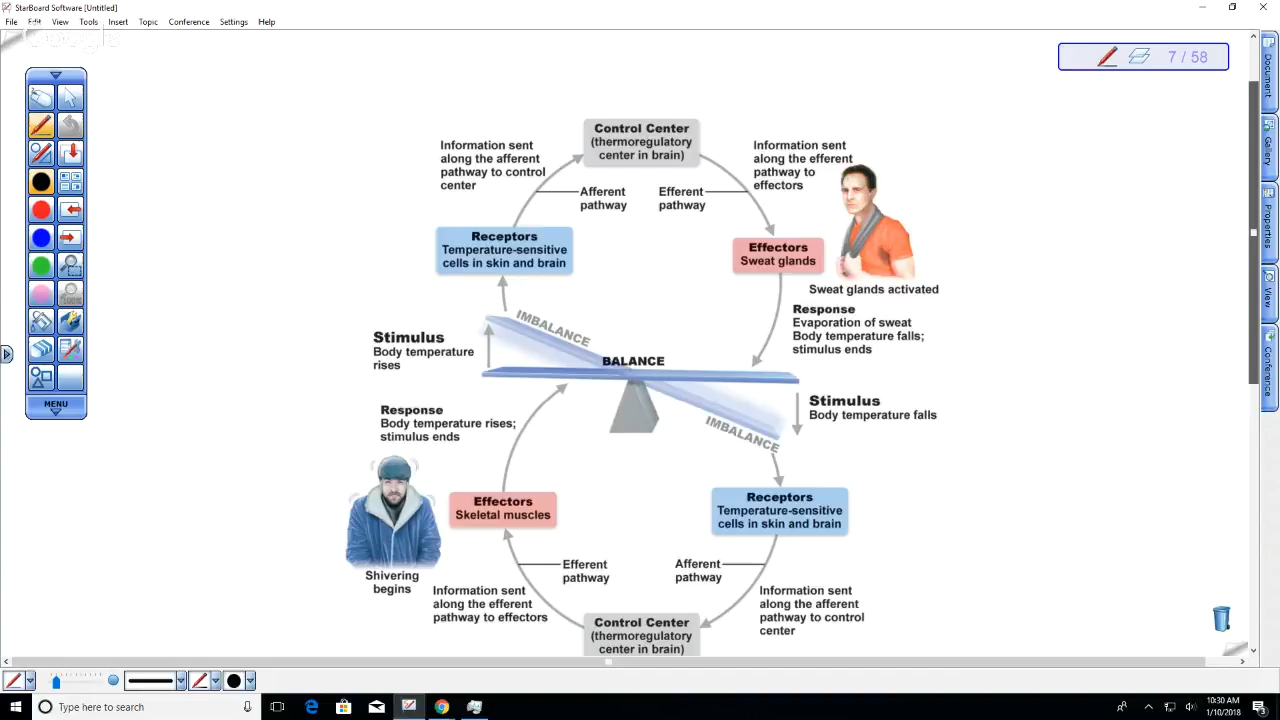 StarBoard Software [Untitled]
File Edit View Tools Insert Topic Conference Settings Help
7 / 58
Document
Gallery
Properties
View
Conference
MENU
Control Center
(thermoregulatory
center in brain)
Information sent
along the afferent
pathway to control
center
Afferent
pathway
Efferent
pathway
Information sent
along the efferent
pathway to
effectors
Receptors
Temperature-sensitive
cells in skin and brain
Effectors
Sweat glands
Sweat glands activated
Response
Evaporation of sweat
Body temperature falls;
stimulus ends
Stimulus
Body temperature
rises
IMBALANCE
BALANCE
IMBALANCE
Stimulus
Body temperature falls
Response
Body temperature rises;
stimulus ends
Effectors
Skeletal muscles
Shivering
begins
Receptors
Temperature-sensitive
cells in skin and brain
Efferent
pathway
Afferent
pathway
Information sent
along the efferent
pathway to effectors
Information sent
along the afferent
pathway to control
center
Control Center
(thermoregulatory
center in brain)
Type here to search
10:30 AM
1/10/2018